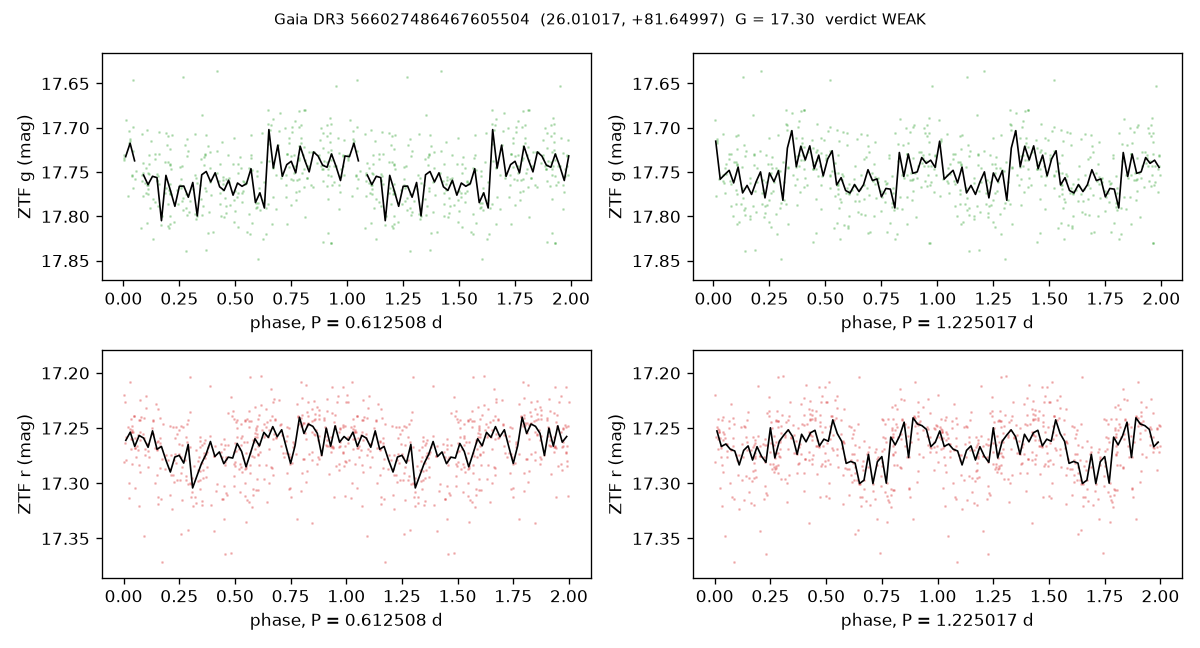 Gaia DR3 566027486467605504 (26.01017, +81.64997) G = 17.30 verdict WEAK
17.65
17.70
17.75
17.80
17.85
ZTF g (mag)
0.00 0.25 0.50 0.75 1.00 1.25 1.50 1.75 2.00
phase, P = 0.612508 d
17.65
17.70
17.75
17.80
17.85
ZTF g (mag)
0.00 0.25 0.50 0.75 1.00 1.25 1.50 1.75 2.00
phase, P = 1.225017 d
17.20
17.25
17.30
17.35
ZTF r (mag)
0.00 0.25 0.50 0.75 1.00 1.25 1.50 1.75 2.00
phase, P = 0.612508 d
17.20
17.25
17.30
17.35
ZTF r (mag)
0.00 0.25 0.50 0.75 1.00 1.25 1.50 1.75 2.00
phase, P = 1.225017 d